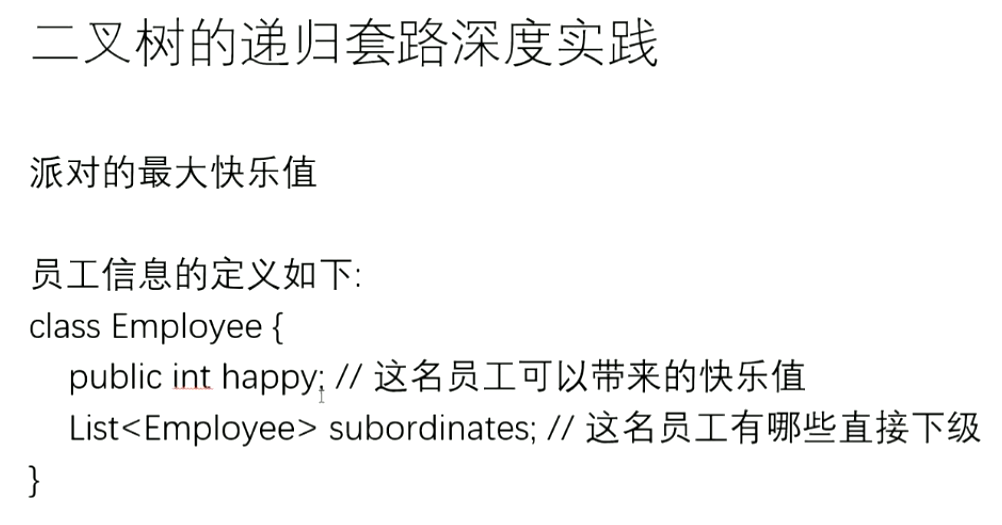 二叉树的递归套路深度实践
派对的最大快乐值
员工信息的定义如下:
class Employee {
public int happy; // 这名员工可以带来的快乐值
List<Employee> subordinates; // 这名员工有哪些直接下级
}